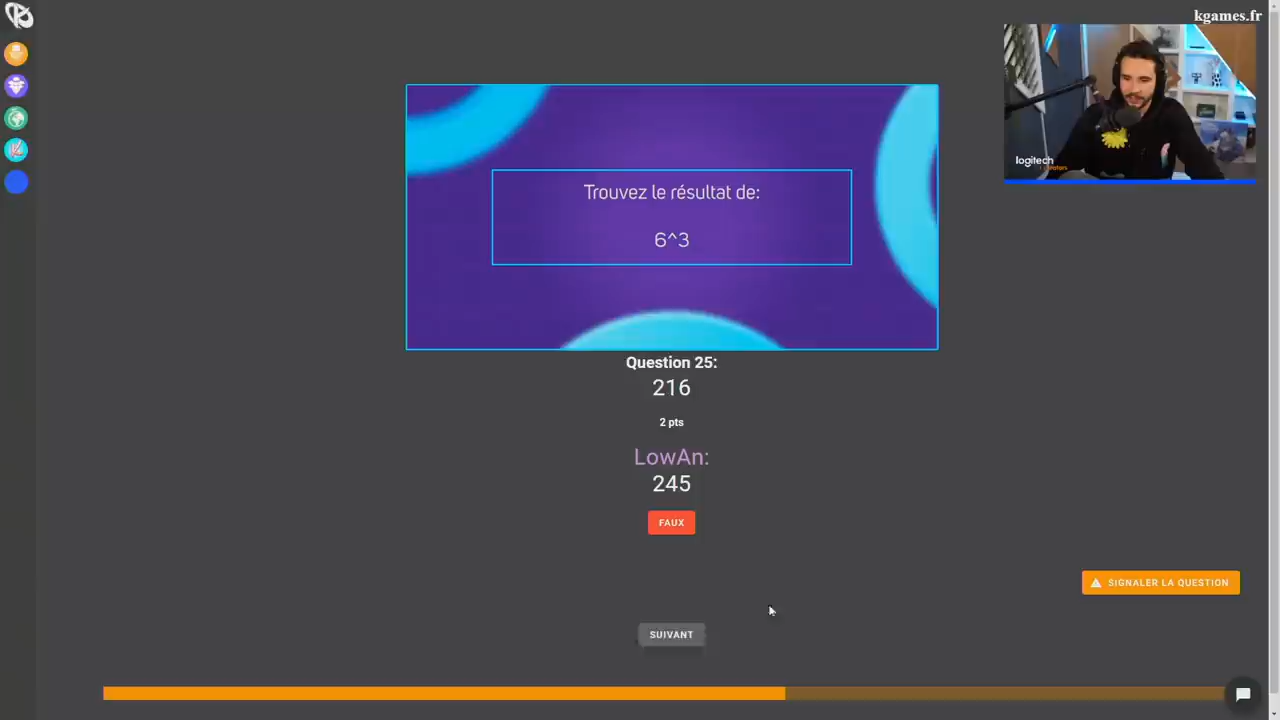 kgames.fr
logitech
Trouvez le résultat de:
6^3
Question 25:
216
2 pts
LowAn:
245
FAUX
SIGNALER LA QUESTION
SUIVANT